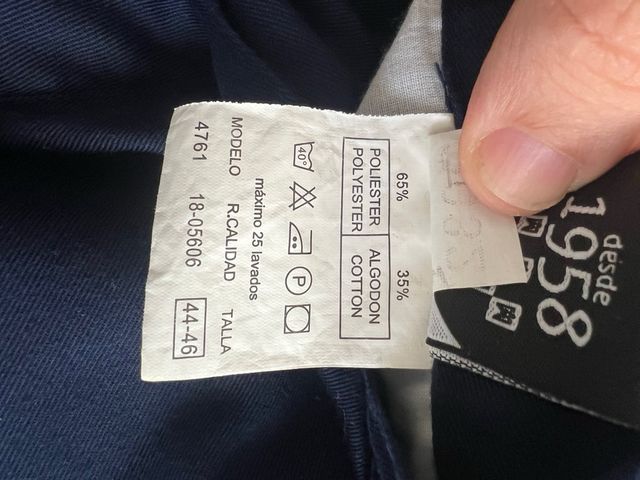 65% 35%
POLIESTER ALGODON
POLYESTER COTTON
40°
P
máximo 25 lavados
MODELO R.CALIDAD TALLA
4761 18-05606 44-46
desde
1958